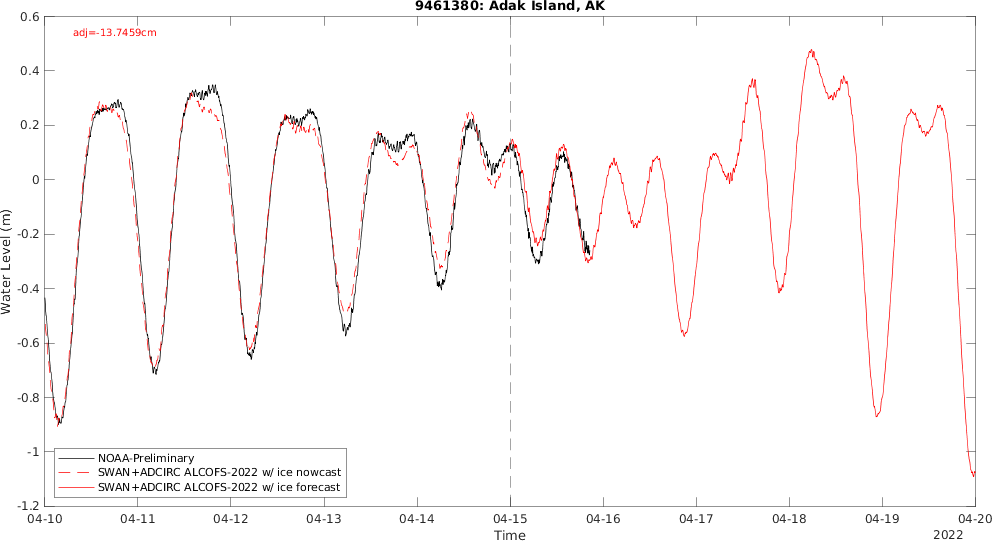 9461380: Adak Island, AK
adj=-13.7459cm
Water Level (m)
0.6
0.4
0.2
0
-0.2
-0.4
-0.6
-0.8
-1
-1.2
NOAA-Preliminary
SWAN+ADCIRC ALCOFS-2022 w/ ice nowcast
SWAN+ADCIRC ALCOFS-2022 w/ ice forecast
04-10 04-11 04-12 04-13 04-14 04-15 04-16 04-17 04-18 04-19 04-20
Time
2022